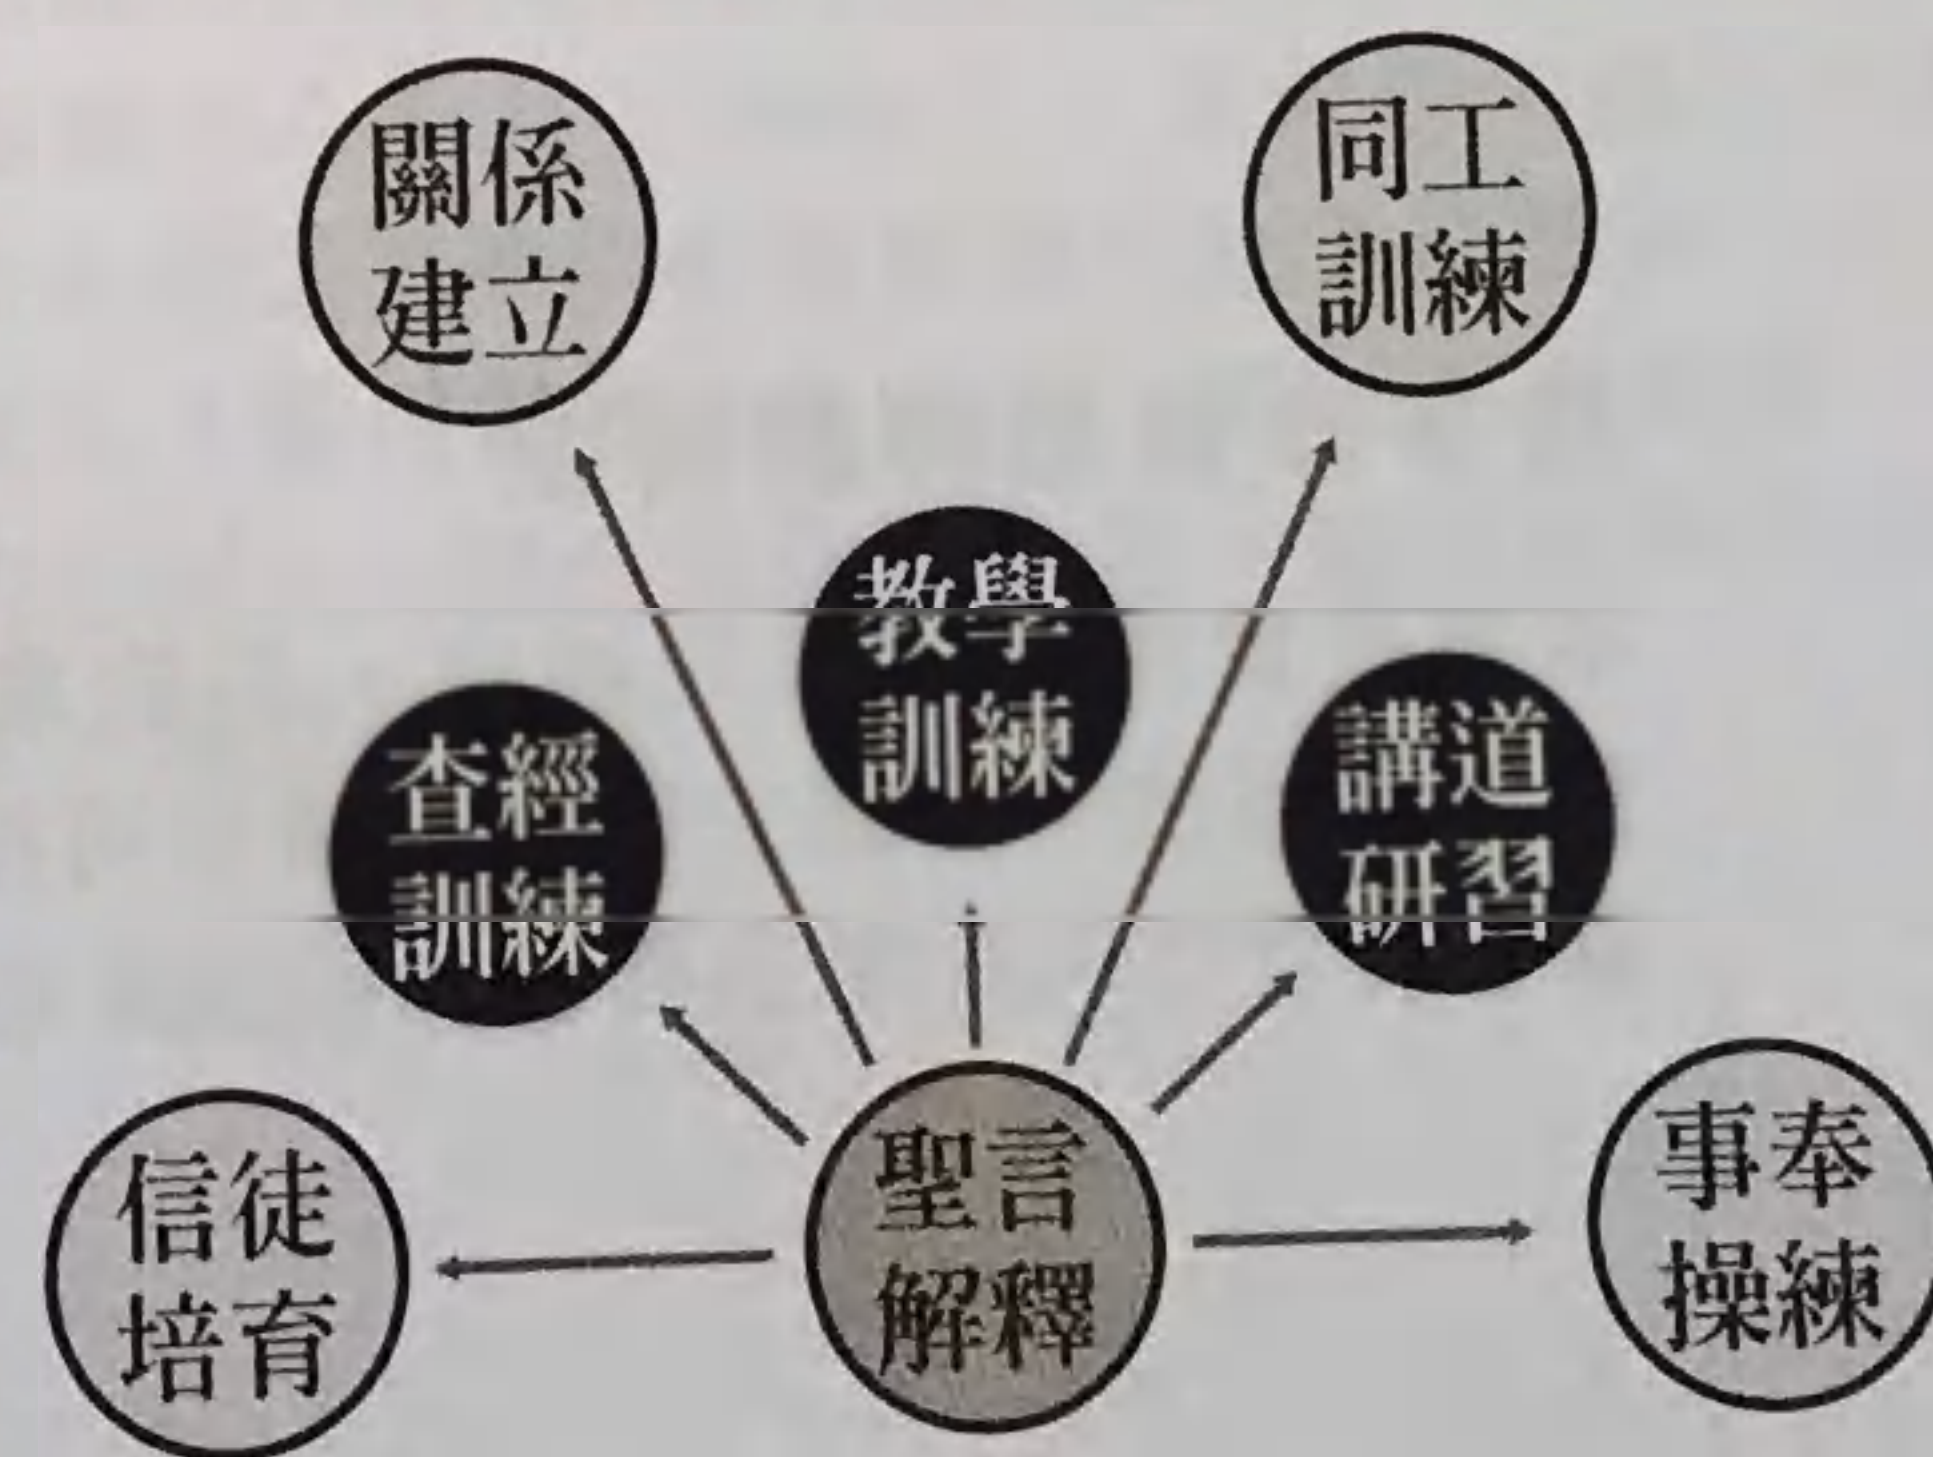 關係
建立
同工
訓練
教學
訓練
查經
訓練
講道
研習
信徒
培育
聖言
解釋
事奉
操練